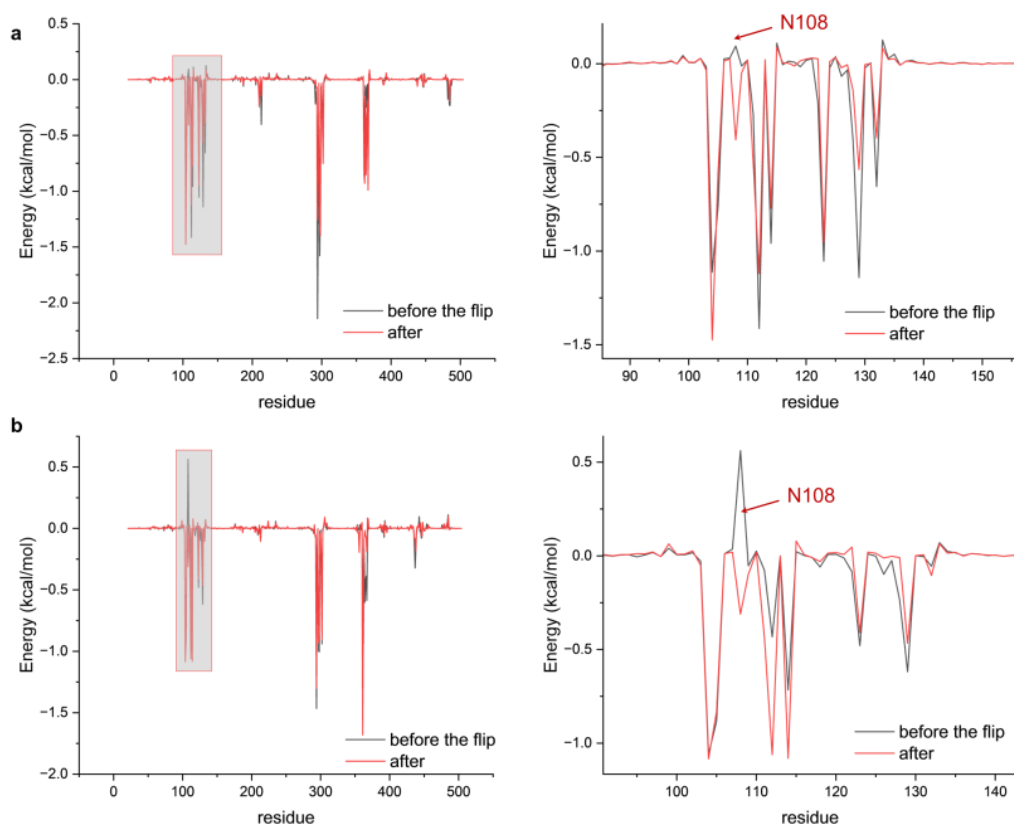 a
0.5
0.0
−0.5
−1.0
−1.5
−2.0
−2.5
Energy (kcal/mol)
0 100 200 300 400 500
residue
before the flip
after
N108
0.0
−0.5
−1.0
−1.5
Energy (kcal/mol)
90 100 110 120 130 140 150
residue
before the flip
after
b
0.5
0.0
−0.5
−1.0
−1.5
−2.0
Energy (kcal/mol)
0 100 200 300 400 500
residue
before the flip
after
N108
0.5
0.0
−0.5
−1.0
Energy (kcal/mol)
100 110 120 130 140
residue
before the flip
after